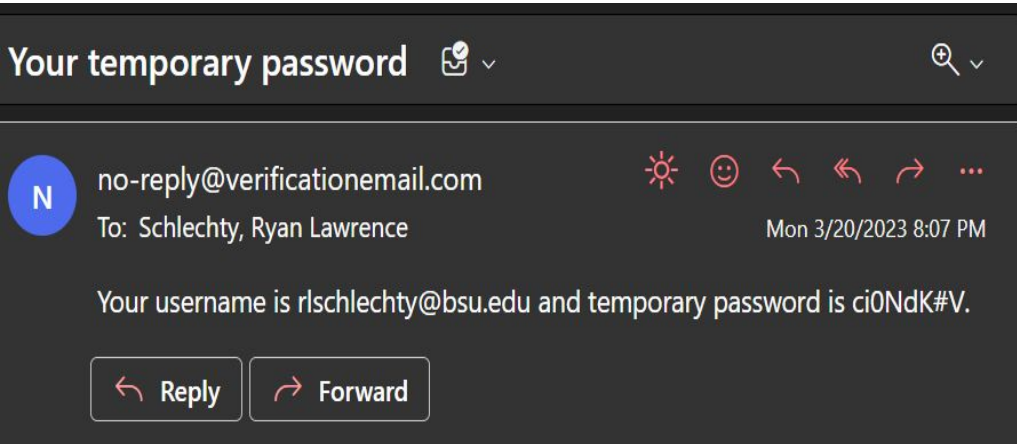 Your temporary password
N
no-reply@verificationemail.com
To: Schlechty, Ryan Lawrence
Mon 3/20/2023 8:07 PM
Your username is rlschlechty@bsu.edu and temporary password is ci0NdK#V.
Reply
Forward